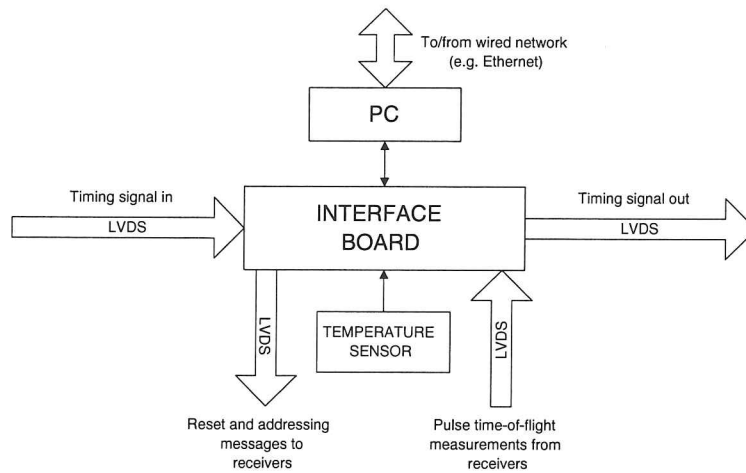 To/from wired network
(e.g. Ethernet)
PC
Timing signal in
LVDS
INTERFACE
BOARD
Timing signal out
LVDS
LVDS
TEMPERATURE
SENSOR
LVDS
Reset and addressing
messages to
receivers
Pulse time-of-flight
measurements from
receivers